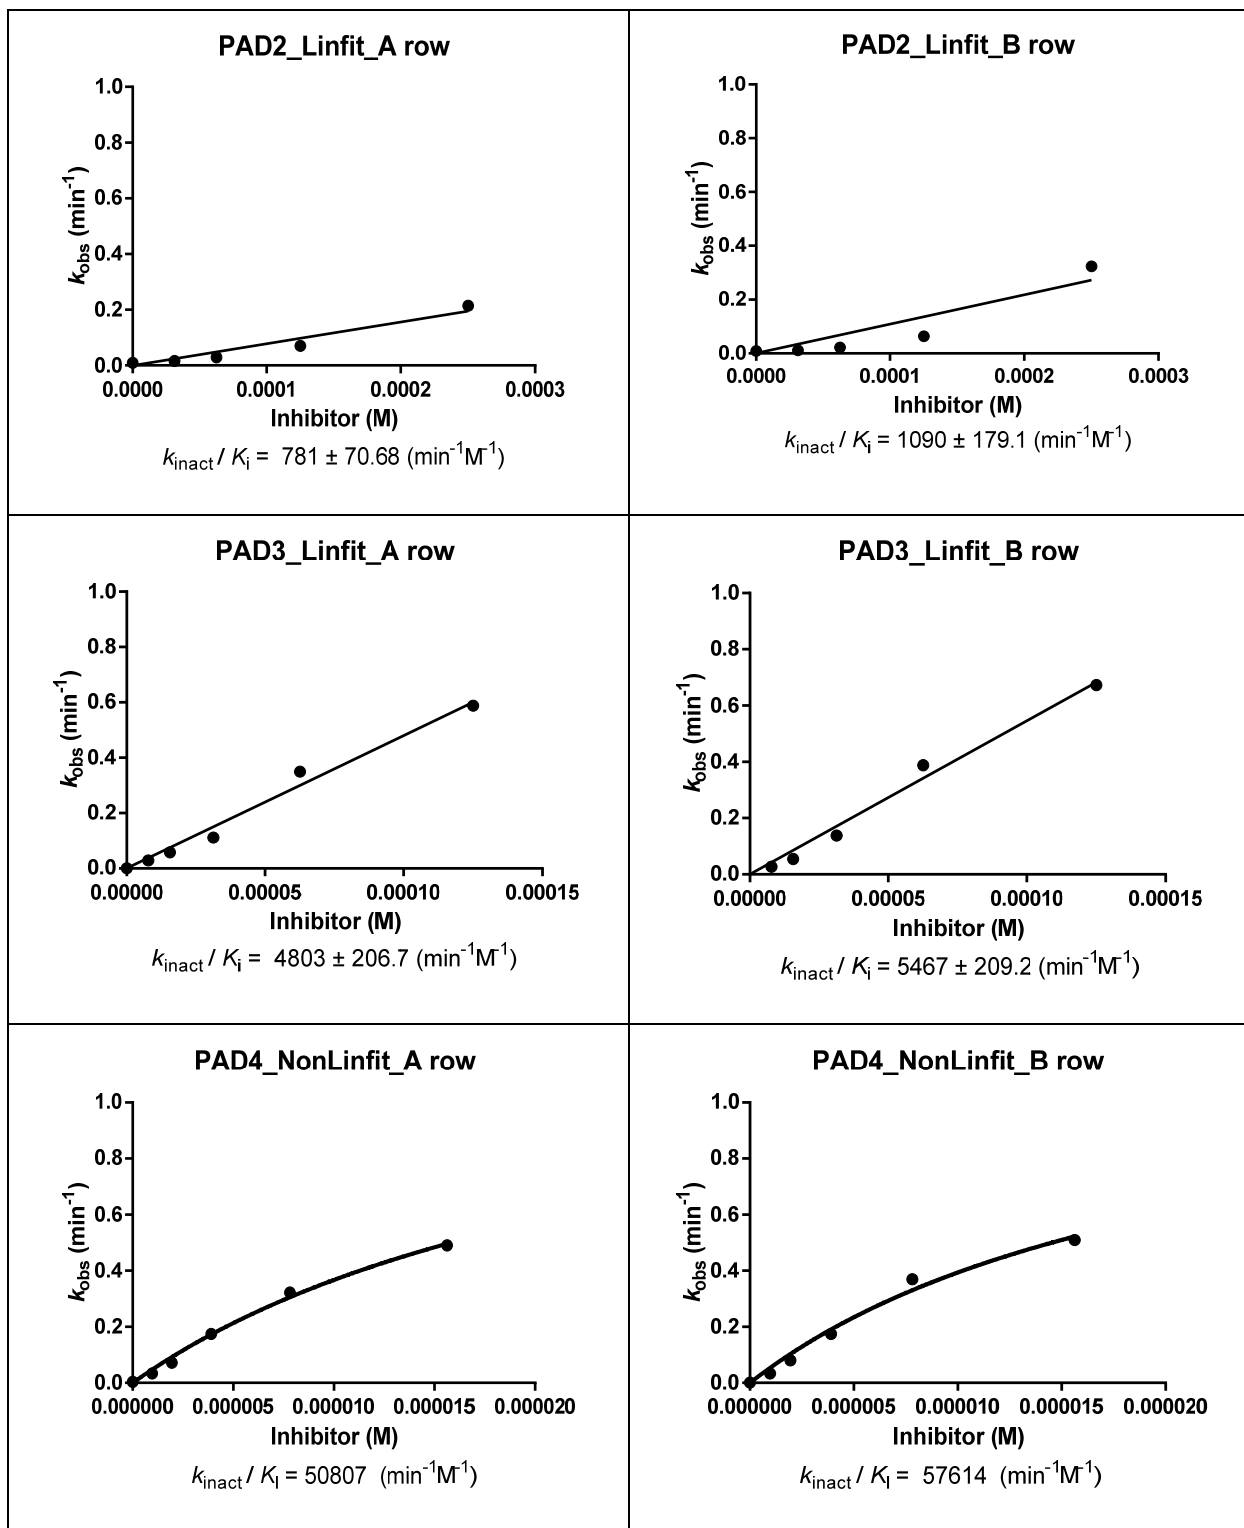 PAD2_Linfit_A row
1.0
0.8
0.6
0.4
0.2
0.0
kobs (min⁻¹)
0.0000 0.0001 0.0002 0.0003
Inhibitor (M)
kinact / Ki = 781 ± 70.68 (min⁻¹M⁻¹)
PAD2_Linfit_B row
1.0
0.8
0.6
0.4
0.2
0.0
kobs (min⁻¹)
0.0000 0.0001 0.0002 0.0003
Inhibitor (M)
kinact / Ki = 1090 ± 179.1 (min⁻¹M⁻¹)
PAD3_Linfit_A row
1.0
0.8
0.6
0.4
0.2
0.0
kobs (min⁻¹)
0.00000 0.00005 0.00010 0.00015
Inhibitor (M)
kinact / Ki = 4803 ± 206.7 (min⁻¹M⁻¹)
PAD3_Linfit_B row
1.0
0.8
0.6
0.4
0.2
0.0
kobs (min⁻¹)
0.00000 0.00005 0.00010 0.00015
Inhibitor (M)
kinact / Ki = 5467 ± 209.2 (min⁻¹M⁻¹)
PAD4_NonLinfit_A row
1.0
0.8
0.6
0.4
0.2
0.0
kobs (min⁻¹)
0.000000 0.000005 0.000010 0.000015 0.000020
Inhibitor (M)
kinact / KI = 50807 (min⁻¹M⁻¹)
PAD4_NonLinfit_B row
1.0
0.8
0.6
0.4
0.2
0.0
kobs (min⁻¹)
0.000000 0.000005 0.000010 0.000015 0.000020
Inhibitor (M)
kinact / KI = 57614 (min⁻¹M⁻¹)